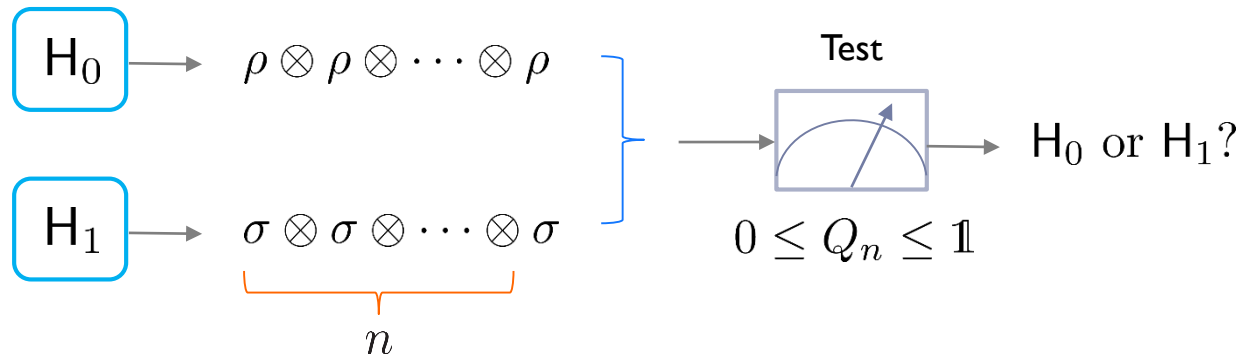 H₀ ρ ⊗ ρ ⊗ ⋯ ⊗ ρ
Test
H₀ or H₁?
H₁ σ ⊗ σ ⊗ ⋯ ⊗ σ
0 ≤ Qₙ ≤ 𝟙
n